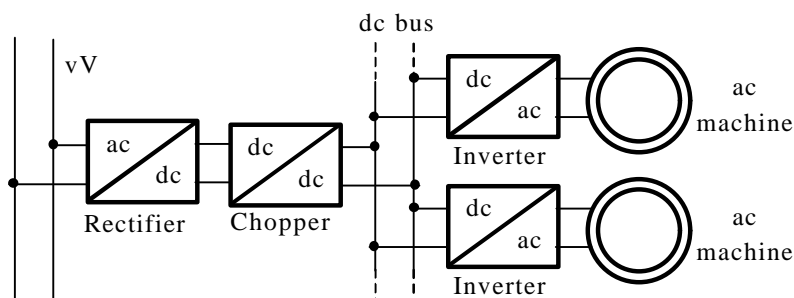 dc bus
vV
ac
dc
Rectifier
dc
dc
Chopper
dc
ac
Inverter
ac
machine
dc
ac
Inverter
ac
machine